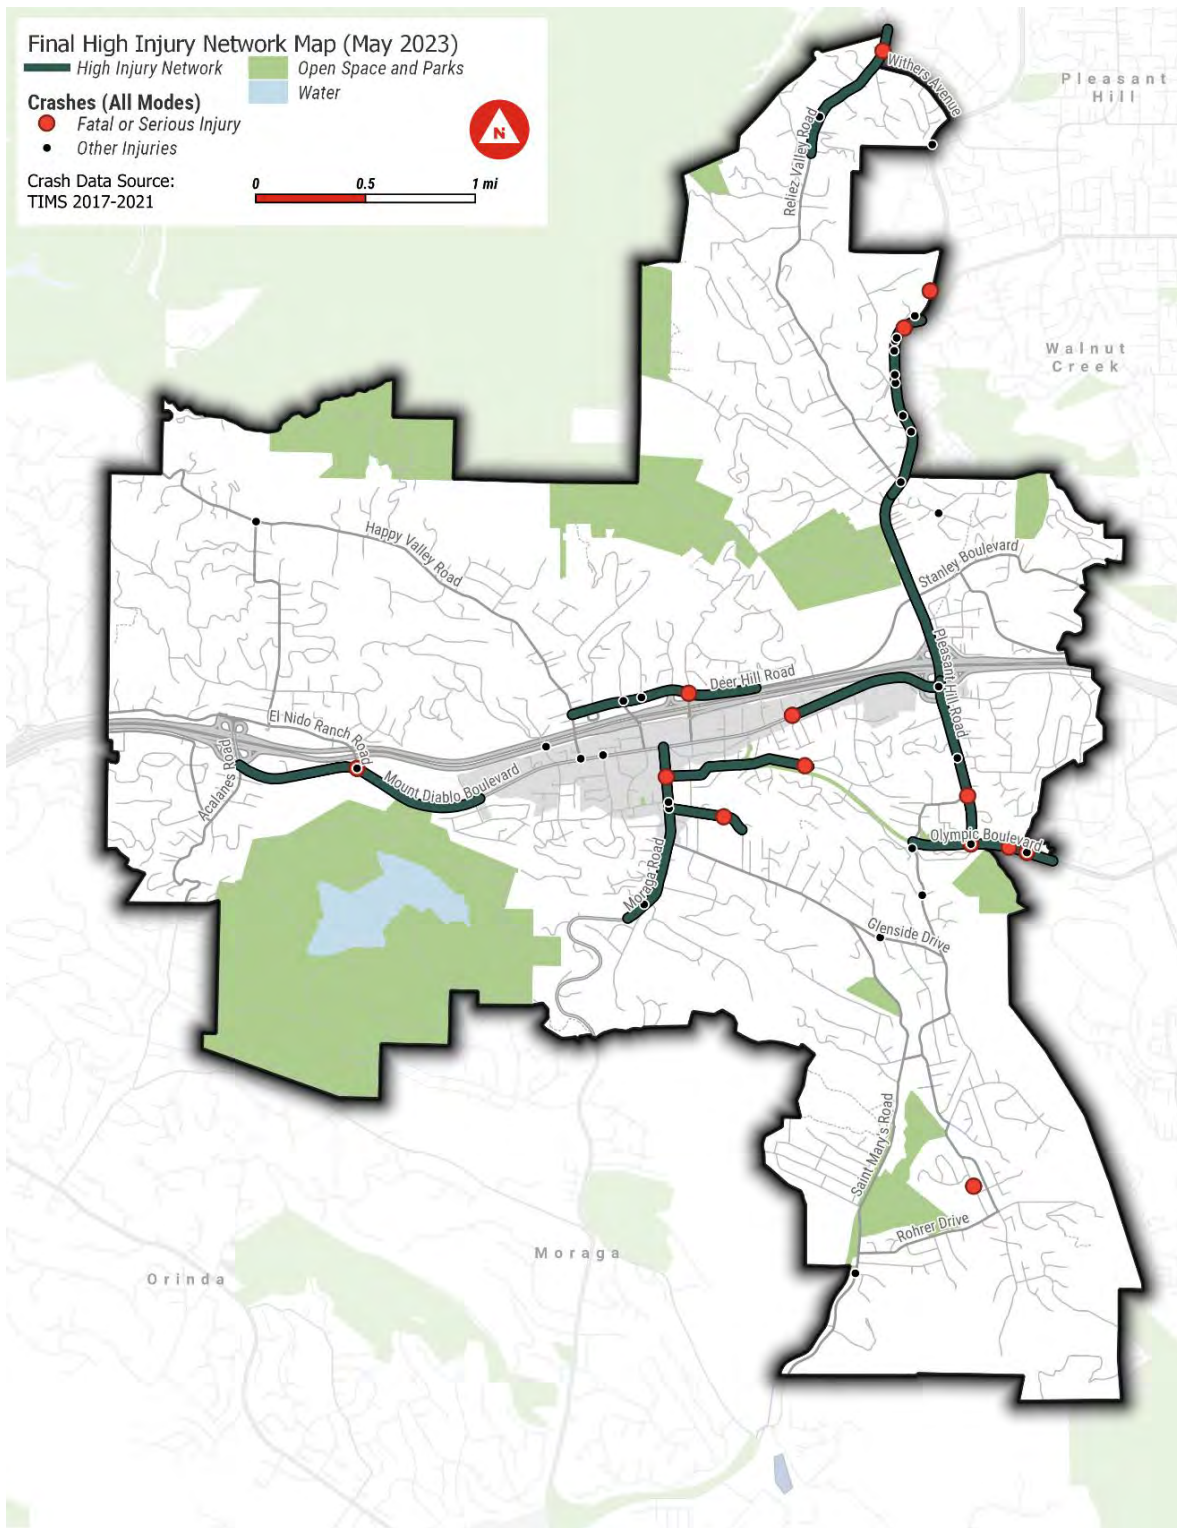 Final High Injury Network Map (May 2023)
High Injury Network
Open Space and Parks
Water
Crashes (All Modes)
Fatal or Serious Injury
Other Injuries
Crash Data Source:
TIMS 2017-2021
N
0 0.5 1 mi
Withers Avenue
Pleasant
Hill
Reliez Valley Road
Walnut
Creek
Happy Valley Road
Stanley Boulevard
Pleasant Hill Road
Deer Hill Road
El Nido Ranch Road
Acalanes Road
Mount Diablo Boulevard
Olympic Boulevard
Moraga Road
Glenside Drive
Saint Mary's Road
Rohrer Drive
Moraga
Orinda